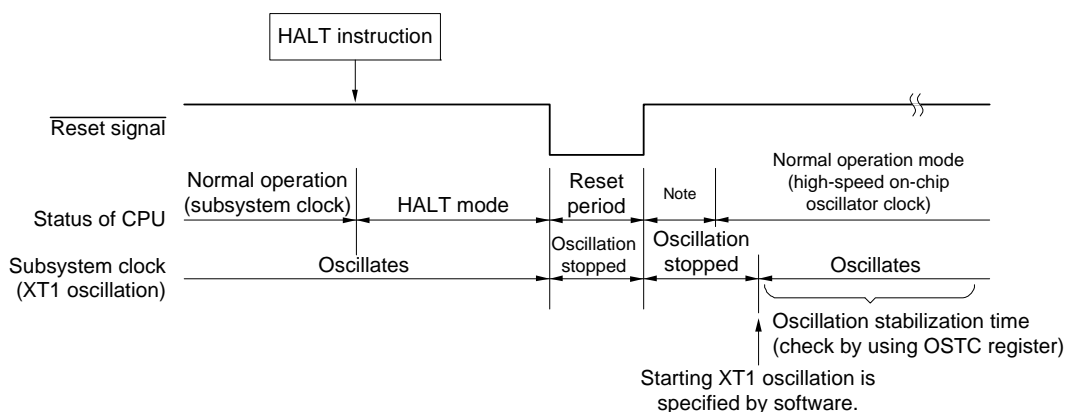 HALT instruction
Reset signal
Normal operation
(subsystem clock)
HALT mode
Reset
period
Note
Normal operation mode
(high-speed on-chip
oscillator clock)
Status of CPU
Subsystem clock
(XT1 oscillation)
Oscillates
Oscillation
stopped
Oscillation
stopped
Oscillates
Oscillation stabilization time
(check by using OSTC register)
Starting XT1 oscillation is
specified by software.